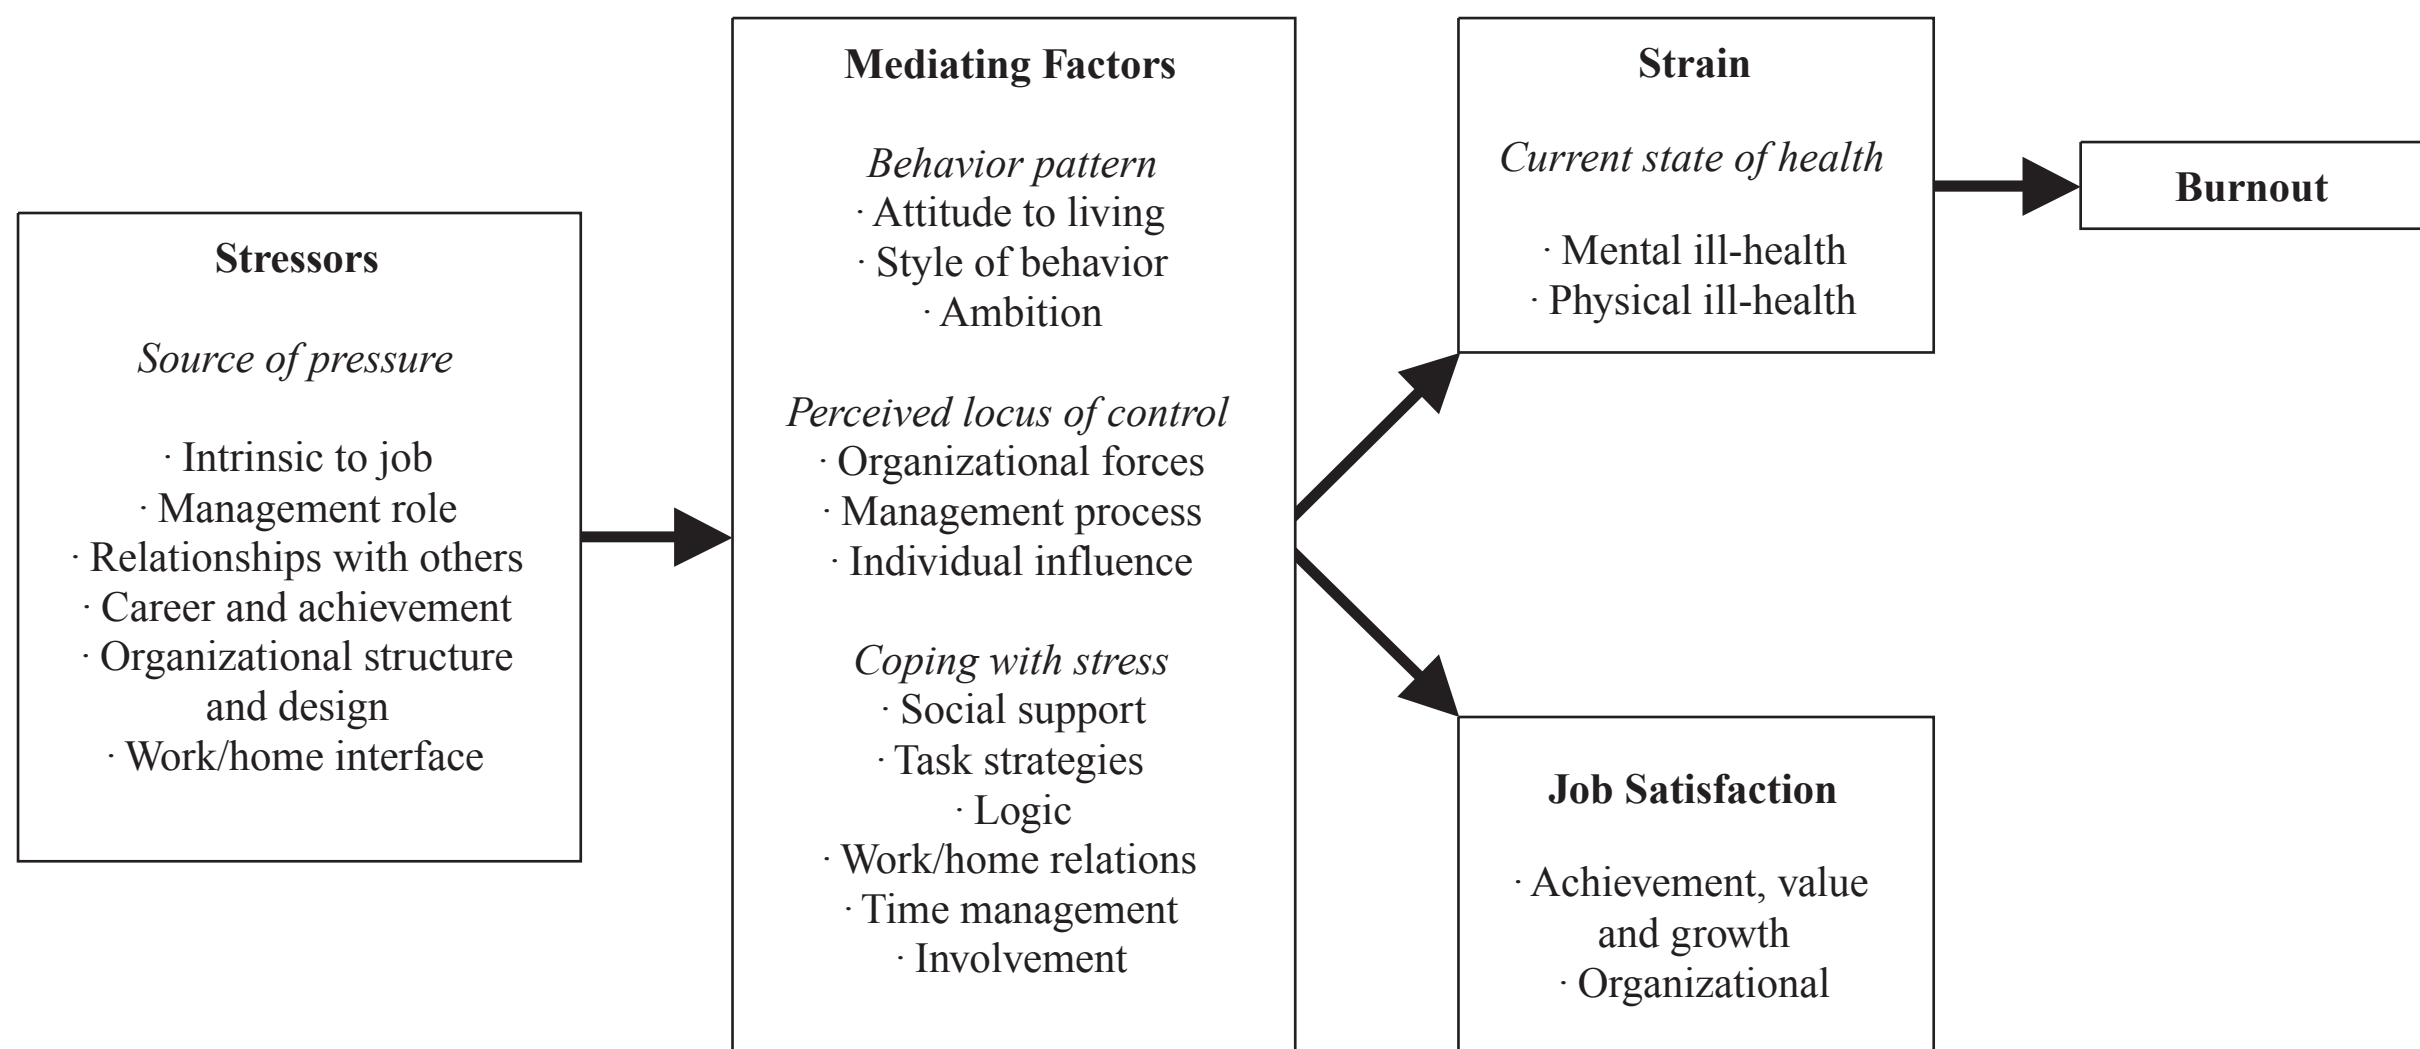 Stressors
Source of pressure
· Intrinsic to job
· Management role
· Relationships with others
· Career and achievement
· Organizational structure
and design
· Work/home interface
Mediating Factors
Behavior pattern
· Attitude to living
· Style of behavior
· Ambition
Perceived locus of control
· Organizational forces
· Management process
· Individual influence
Coping with stress
· Social support
· Task strategies
· Logic
· Work/home relations
· Time management
· Involvement
Strain
Current state of health
· Mental ill-health
· Physical ill-health
Burnout
Job Satisfaction
· Achievement, value
and growth
· Organizational